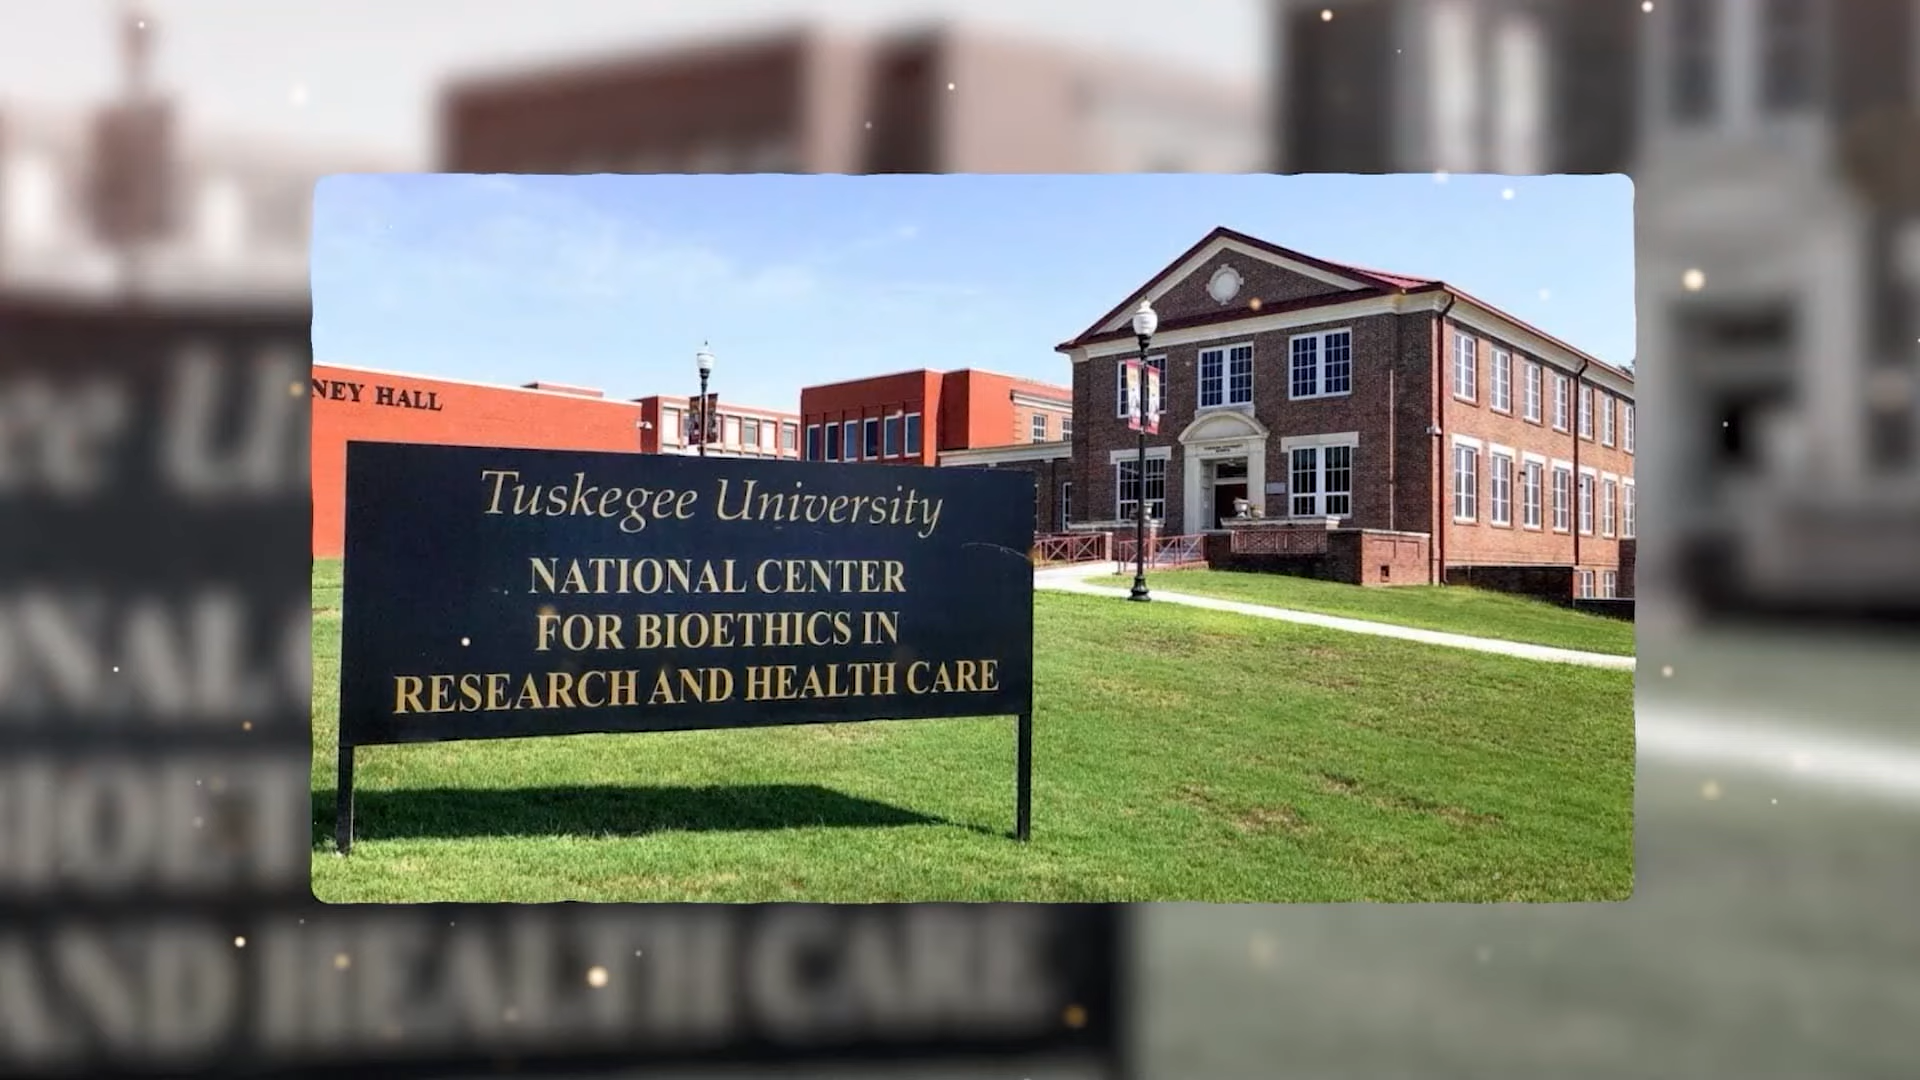 NEY HALL
Tuskegee University
NATIONAL CENTER
FOR BIOETHICS IN
RESEARCH AND HEALTH CARE